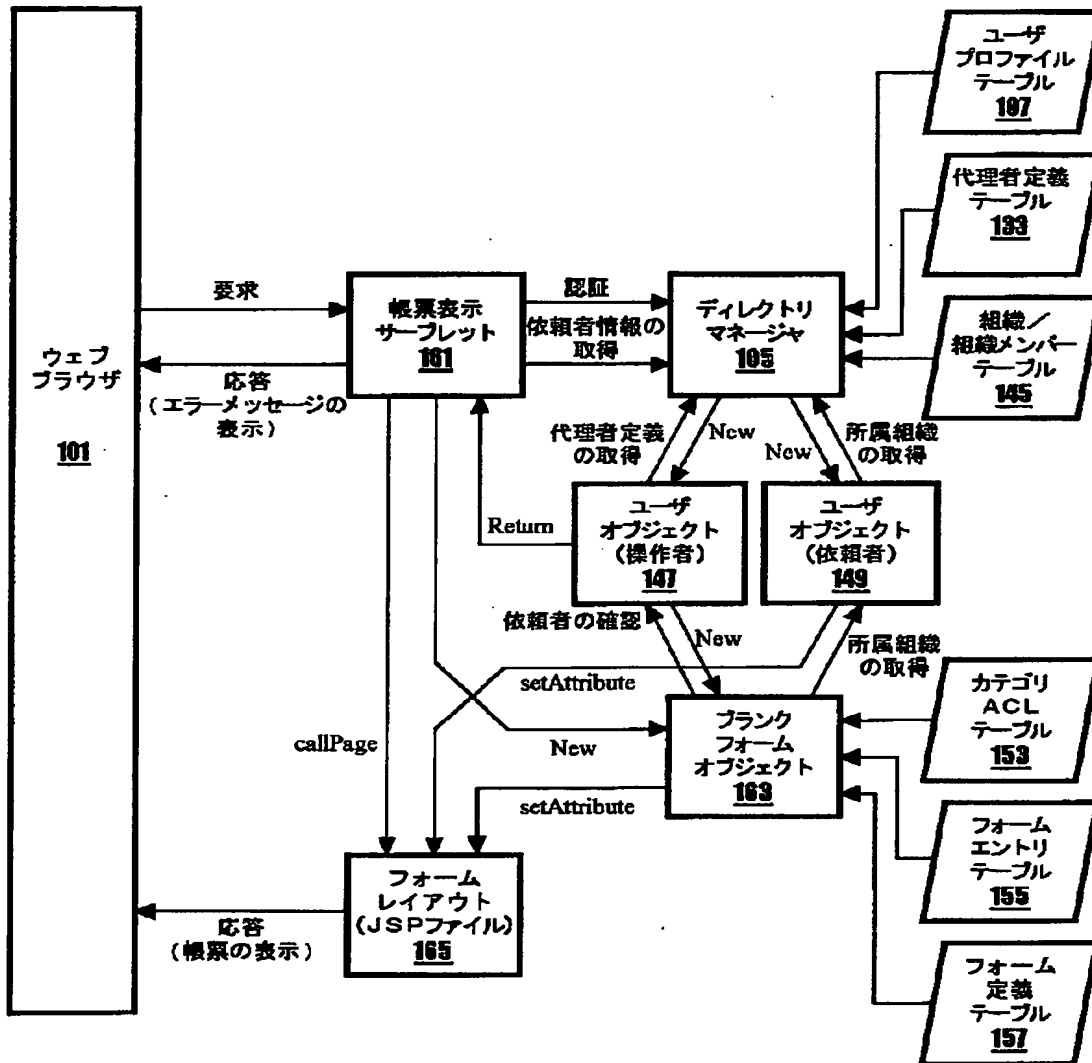 ユーザ
プロファイル
テーブル
107
代理者定義
テーブル
133
組織/
組織メンバー
テーブル
145
要求
帳票表示
サーブレット
161
認証
依頼者情報の
取得
ディレクトリ
マネージャ
105
ウェブ
ブラウザ
101
応答
(エラーメッセージの
表示)
代理者定義
の取得
New
New
所属組織
の取得
Return
ユーザ
オブジェクト
(操作者)
147
ユーザ
オブジェクト
(依頼者)
149
依頼者の確認
New
所属組織
の取得
setAttribute
callPage
New
ブランク
フォーム
オブジェクト
163
setAttribute
カテゴリ
ACL
テーブル
153
フォーム
エントリ
テーブル
155
フォーム
定義
テーブル
157
フォーム
レイアウト
(JSPファイル)
165
応答
(帳票の表示)